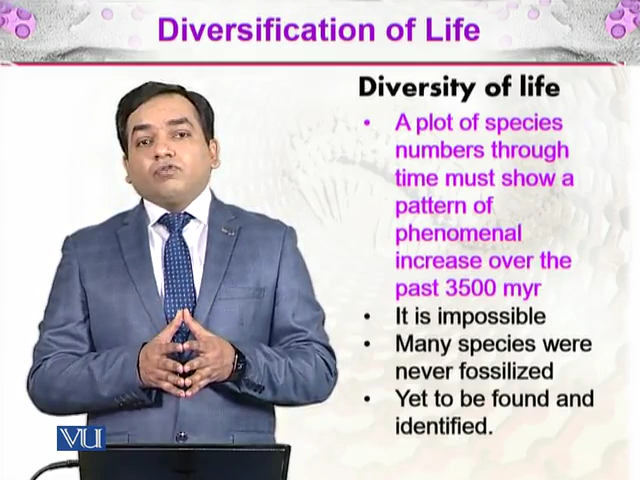 Diversification of Life
Diversity of life
• A plot of species
numbers through
time must show a
pattern of
phenomenal
increase over the
past 3500 myr
• It is impossible
• Many species were
never fossilized
• Yet to be found and
identified.
VU